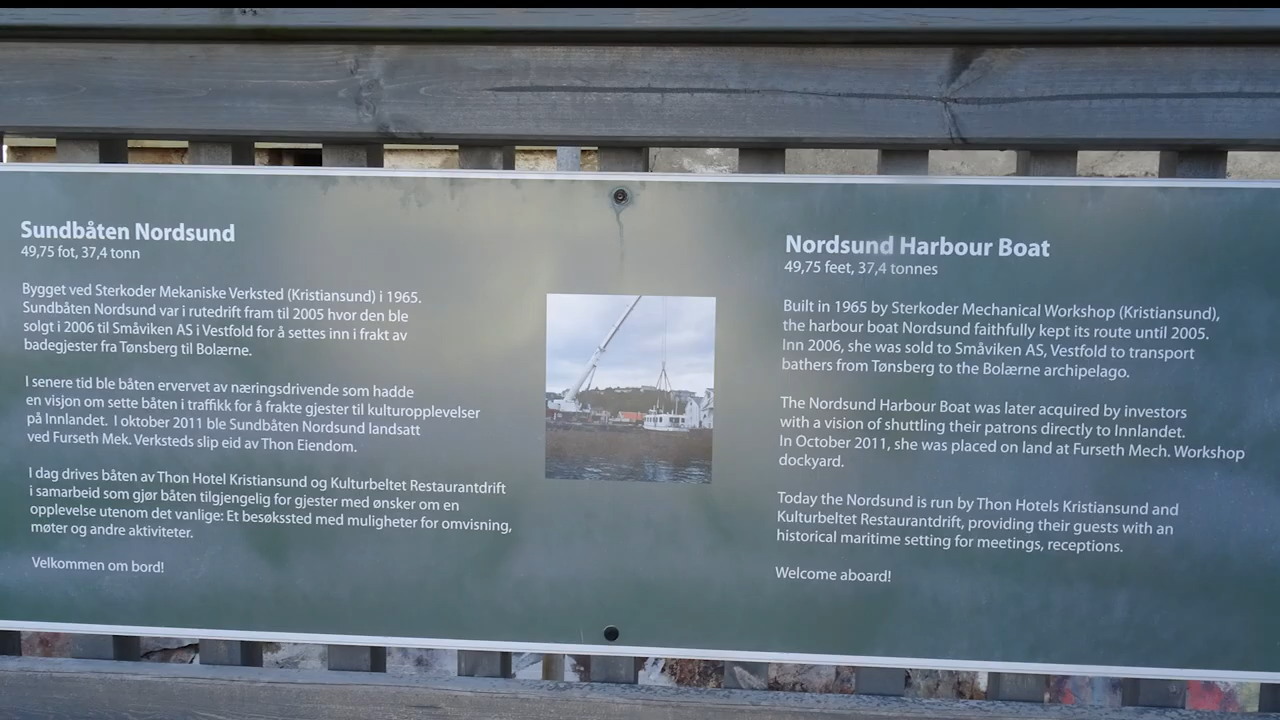 Sundbåten Nordsund
49,75 fot, 37,4 tonn
Bygget ved Sterkoder Mekaniske Verksted (Kristiansund) i 1965.
Sundbåten Nordsund var i rutedrift fram til 2005 hvor den ble
solgt i 2006 til Småviken AS i Vestfold for å settes inn i frakt av
badegjester fra Tønsberg til Bolærne.
I senere tid ble båten ervervet av næringsdrivende som hadde
en visjon om sette båten i traffikk for å frakte gjester til kulturopplevelser
på Innlandet. I oktober 2011 ble Sundbåten Nordsund landsatt
ved Furseth Mek. Verksteds slip eid av Thon Eiendom.
I dag drives båten av Thon Hotel Kristiansund og Kulturbeltet Restaurantdrift
i samarbeid som gjør båten tilgjengelig for gjester med ønsker om en
opplevelse utenom det vanlige: Et besøkssted med muligheter for omvisning,
møter og andre aktiviteter.
Velkommen om bord!
Nordsund Harbour Boat
49,75 feet, 37,4 tonnes
Built in 1965 by Sterkoder Mechanical Workshop (Kristiansund),
the harbour boat Nordsund faithfully kept its route until 2005.
Inn 2006, she was sold to Småviken AS, Vestfold to transport
bathers from Tønsberg to the Bolærne archipelago.
The Nordsund Harbour Boat was later acquired by investors
with a vision of shuttling their patrons directly to Innlandet.
In October 2011, she was placed on land at Furseth Mech. Workshop
dockyard.
Today the Nordsund is run by Thon Hotels Kristiansund and
Kulturbeltet Restaurantdrift, providing their guests with an
historical maritime setting for meetings, receptions.
Welcome aboard!